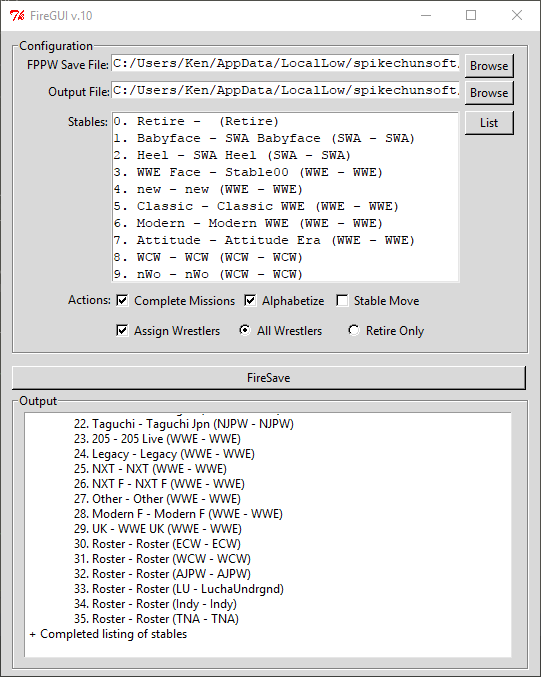 FireGUI v.10
Configuration
FPPW Save File: C:/Users/Ken/AppData/LocalLow/spikechunsoft, Browse
Output File: C:/Users/Ken/AppData/LocalLow/spikechunsoft, Browse
Stables: List
0. Retire -  (Retire)
1. Babyface - SWA Babyface (SWA - SWA)
2. Heel - SWA Heel (SWA - SWA)
3. WWE Face - Stable00 (WWE - WWE)
4. new - new (WWE - WWE)
5. Classic - Classic WWE (WWE - WWE)
6. Modern - Modern WWE (WWE - WWE)
7. Attitude - Attitude Era (WWE - WWE)
8. WCW - WCW (WCW - WCW)
9. nWo - nWo (WCW - WCW)
Actions: Complete Missions Alphabetize Stable Move
Assign Wrestlers All Wrestlers Retire Only
FireSave
Output
22. Taguchi - Taguchi Jpn (NJPW - NJPW)
23. 205 - 205 Live (WWE - WWE)
24. Legacy - Legacy (WWE - WWE)
25. NXT - NXT (WWE - WWE)
26. NXT F - NXT F (WWE - WWE)
27. Other - Other (WWE - WWE)
28. Modern F - Modern F (WWE - WWE)
29. UK - WWE UK (WWE - WWE)
30. Roster - Roster (ECW - ECW)
31. Roster - Roster (WCW - WCW)
32. Roster - Roster (AJPW - AJPW)
33. Roster - Roster (LU - LuchaUndrgnd)
34. Roster - Roster (Indy - Indy)
35. Roster - Roster (TNA - TNA)
+ Completed listing of stables